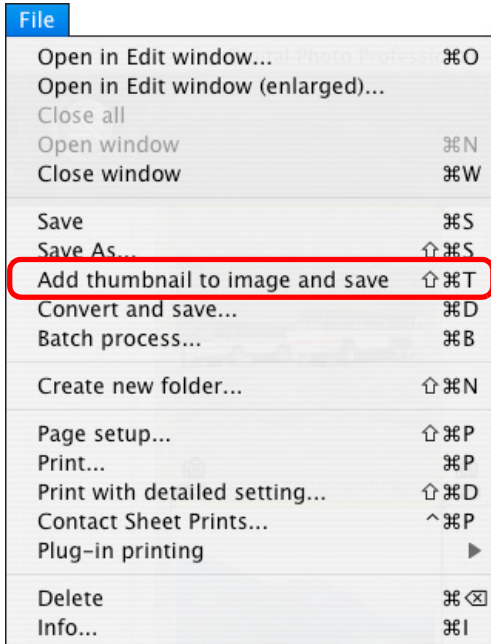 File
Open in Edit window... ⌘O
Open in Edit window (enlarged)...
Close all
Open window ⌘N
Close window ⌘W
Save ⌘S
Save As... ⇧⌘S
Add thumbnail to image and save ⇧⌘T
Convert and save... ⌘D
Batch process... ⌘B
Create new folder... ⇧⌘N
Page setup... ⇧⌘P
Print... ⌘P
Print with detailed setting... ⇧⌘D
Contact Sheet Prints... ^⌘P
Plug-in printing ▶
Delete ⌘⌫
Info... ⌘I